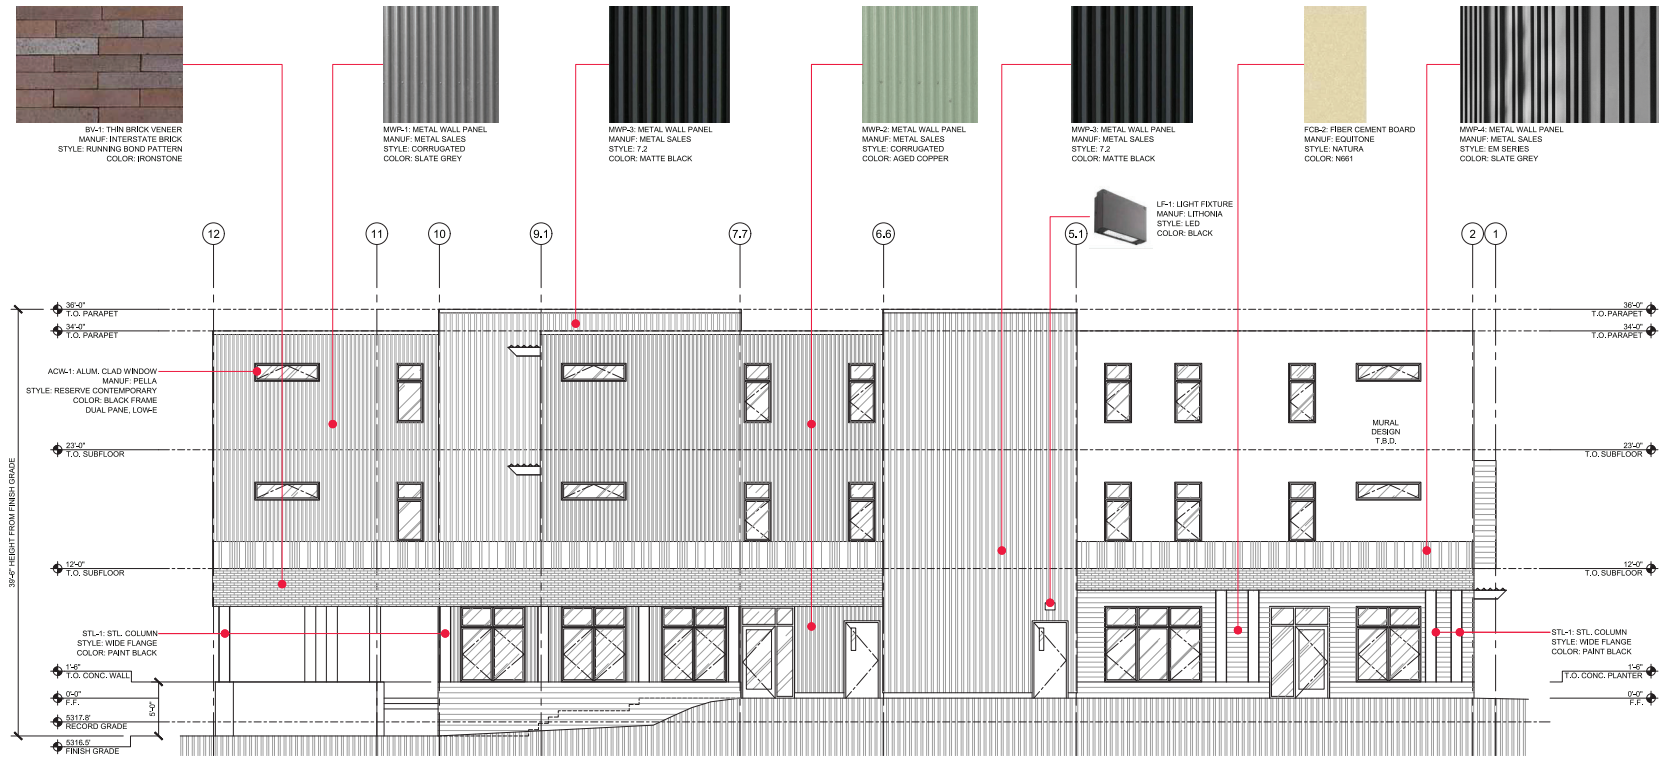 BV-1: THIN BRICK VENEER
MANUF: INTERSTATE BRICK
STYLE: RUNNING BOND PATTERN
COLOR: IRONSTONE
MWP-1: METAL WALL PANEL
MANUF: METAL SALES
STYLE: CORRUGATED
COLOR: SLATE GREY
MWP-3: METAL WALL PANEL
MANUF: METAL SALES
STYLE: 7.2
COLOR: MATTE BLACK
MWP-2: METAL WALL PANEL
MANUF: METAL SALES
STYLE: CORRUGATED
COLOR: AGED COPPER
MWP-3: METAL WALL PANEL
MANUF: METAL SALES
STYLE: 7.2
COLOR: MATTE BLACK
FCB-2: FIBER CEMENT BOARD
MANUF: EQUITONE
STYLE: NATURA
COLOR: N661
MWP-4: METAL WALL PANEL
MANUF: METAL SALES
STYLE: EM SERIES
COLOR: SLATE GREY
LF-1: LIGHT FIXTURE
MANUF: LITHONIA
STYLE: LED
COLOR: BLACK
12
11
10
9.1
7.7
6.6
5.1
2
1
36'-0"
T.O. PARAPET
34'-0"
T.O. PARAPET
36'-0"
T.O. PARAPET
34'-0"
T.O. PARAPET
ACW-1: ALUM. CLAD WINDOW
MANUF: PELLA
STYLE: RESERVE CONTEMPORARY
COLOR: BLACK FRAME
DUAL PANE, LOW-E
MURAL
DESIGN
T.B.D.
23'-0"
T.O. SUBFLOOR
23'-0"
T.O. SUBFLOOR
39'-6" HEIGHT FROM FINISH GRADE
12'-0"
T.O. SUBFLOOR
12'-0"
T.O. SUBFLOOR
STL-1: STL. COLUMN
STYLE: WIDE FLANGE
COLOR: PAINT BLACK
STL-1: STL. COLUMN
STYLE: WIDE FLANGE
COLOR: PAINT BLACK
1'-6"
T.O. CONC. WALL
1'-6"
T.O. CONC. PLANTER
0'-0"
F.F.
0'-0"
F.F.
5'-0"
5317.8'
RECORD GRADE
5316.5'
FINISH GRADE